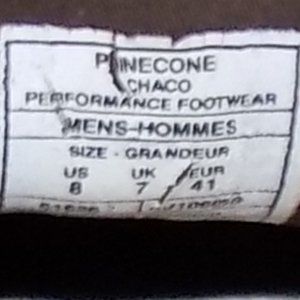 PINECONE
CHACO
PERFORMANCE FOOTWEAR
MENS-HOMMES
SIZE - GRANDEUR
US UK EUR
8 7 41